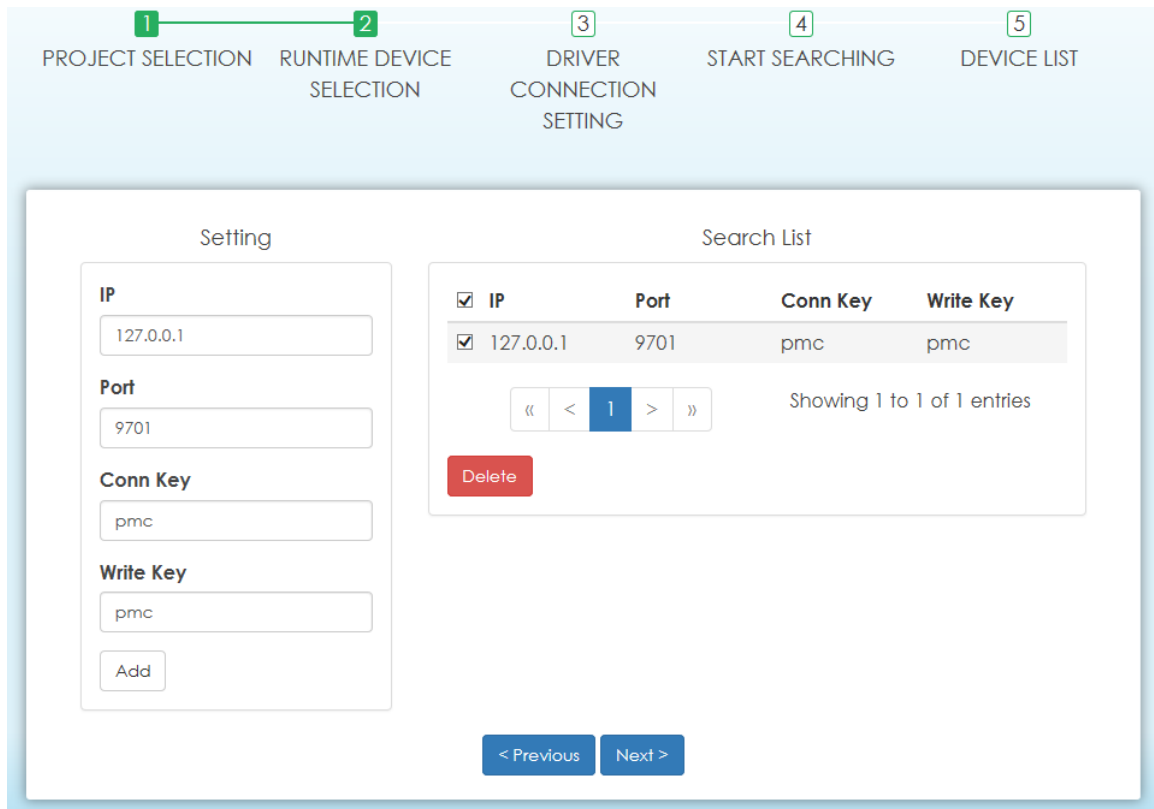 1 2 3 4 5
PROJECT SELECTION RUNTIME DEVICE SELECTION DRIVER CONNECTION SETTING START SEARCHING DEVICE LIST
Setting
IP
127.0.0.1
Port
9701
Conn Key
pmc
Write Key
pmc
Add
Search List
IP Port Conn Key Write Key
127.0.0.1 9701 pmc pmc
« < 1 > »
Showing 1 to 1 of 1 entries
Delete
< Previous Next >